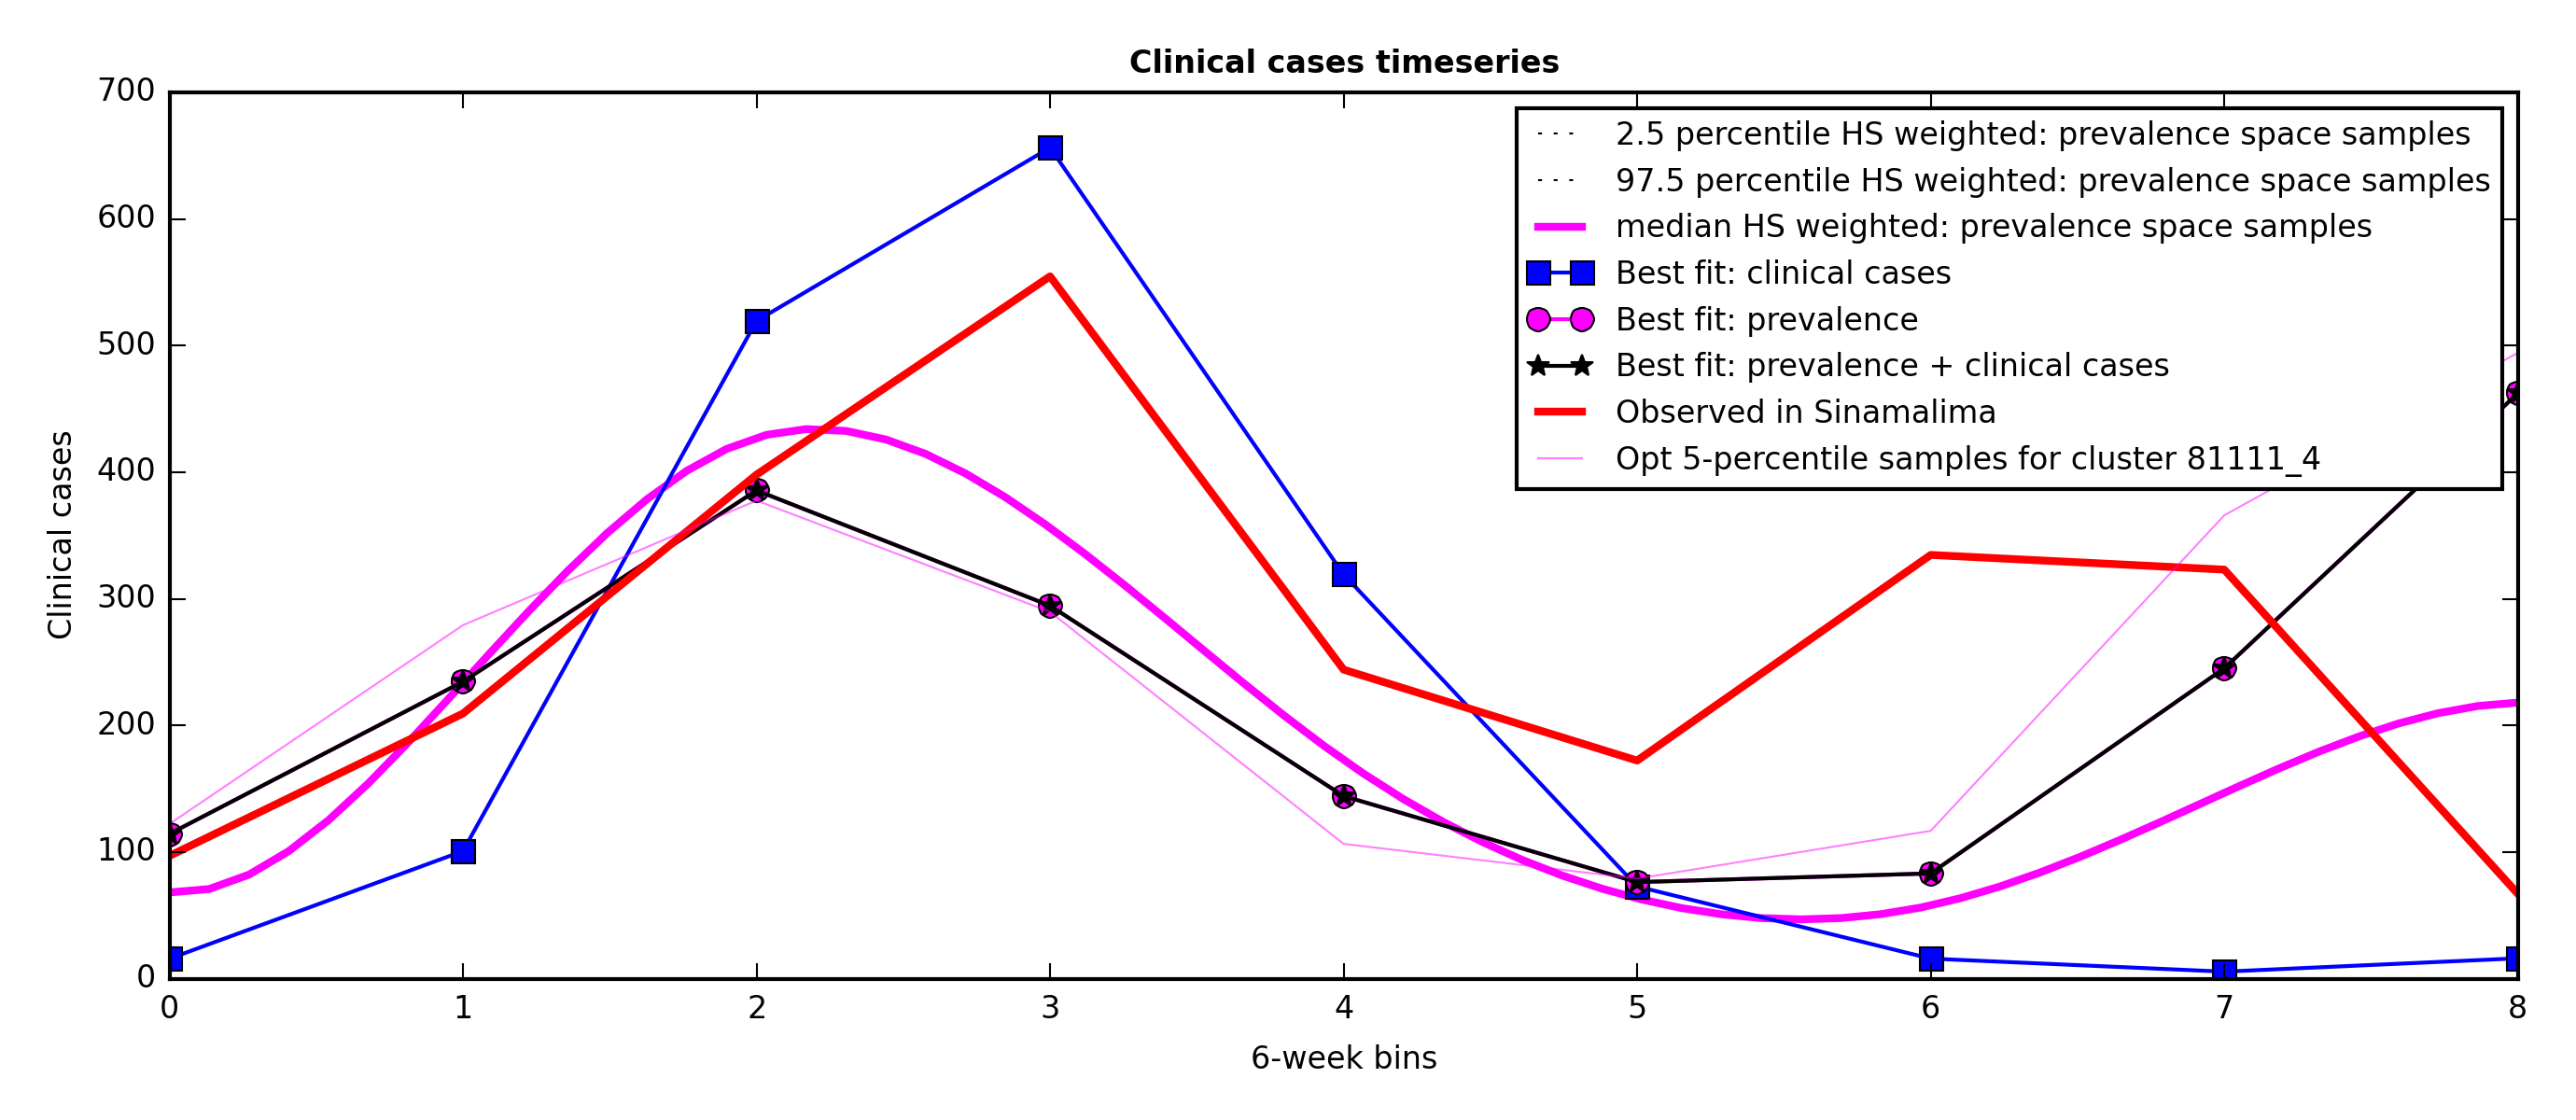 Clinical cases timeseries
700
600
500
400
300
200
100
0
Clinical cases
2.5 percentile HS weighted: prevalence space samples
97.5 percentile HS weighted: prevalence space samples
median HS weighted: prevalence space samples
Best fit: clinical cases
Best fit: prevalence
Best fit: prevalence + clinical cases
Observed in Sinamalima
Opt 5-percentile samples for cluster 81111_4
0 1 2 3 4 5 6 7 8
6-week bins